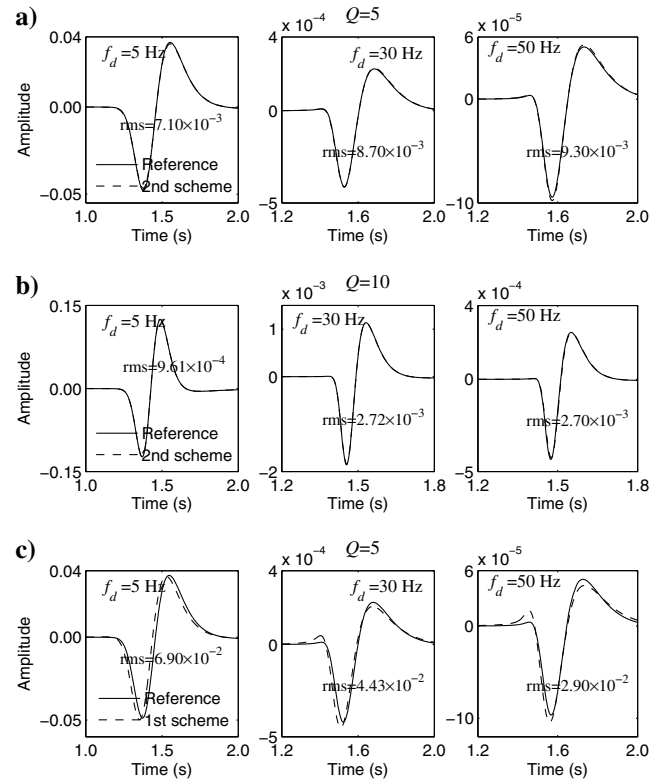 a)
Q=5
0.04
0.00
−0.05
Amplitude
f_d=5 Hz
rms=7.10×10⁻³
Reference
2nd scheme
1.0 1.5 2.0
Time (s)
x 10⁻⁴
4
0
−5
f_d=30 Hz
rms=8.70×10⁻³
1.2 1.6 2.0
Time (s)
x 10⁻⁵
6
0
−10
f_d=50 Hz
rms=9.30×10⁻³
1.2 1.6 2.0
Time (s)
b)
Q=10
0.15
0.00
−0.15
Amplitude
f_d=5 Hz
rms=9.61×10⁻⁴
Reference
2nd scheme
1.0 1.5 2.0
Time (s)
x 10⁻³
1
0
−2
f_d=30 Hz
rms=2.72×10⁻³
1.2 1.4 1.8
Time (s)
x 10⁻⁴
4
0
−5
f_d=50 Hz
rms=2.70×10⁻³
1.2 1.4 1.8
Time (s)
c)
Q=5
0.04
0.00
−0.05
Amplitude
f_d=5 Hz
rms=6.90×10⁻²
Reference
1st scheme
1.0 1.5 2.0
Time (s)
x 10⁻⁴
4
0
−5
f_d=30 Hz
rms=4.43×10⁻²
1.2 1.6 2.0
Time (s)
x 10⁻⁵
6
0
−10
f_d=50 Hz
rms=2.90×10⁻²
1.2 1.6 2.0
Time (s)